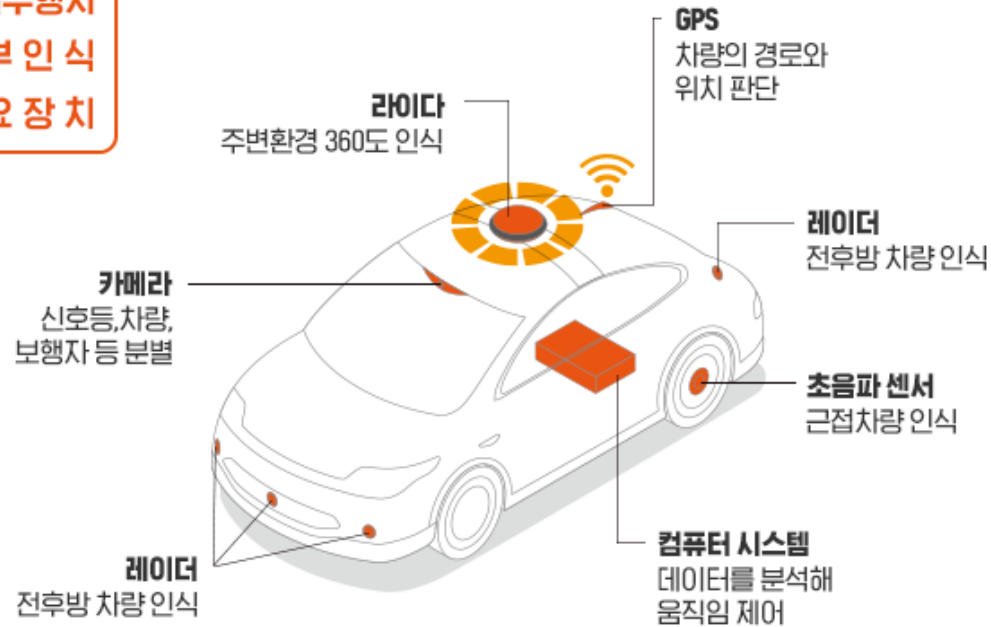 부 인 식
요 장 치
GPS
차량의 경로와
위치 판단
라이다
주변환경 360도 인식
레이더
전후방 차량 인식
카메라
신호등,차량,
보행자 등 분별
초음파 센서
근접차량 인식
컴퓨터 시스템
데이터를 분석해
움직임 제어
레이더
전후방 차량 인식